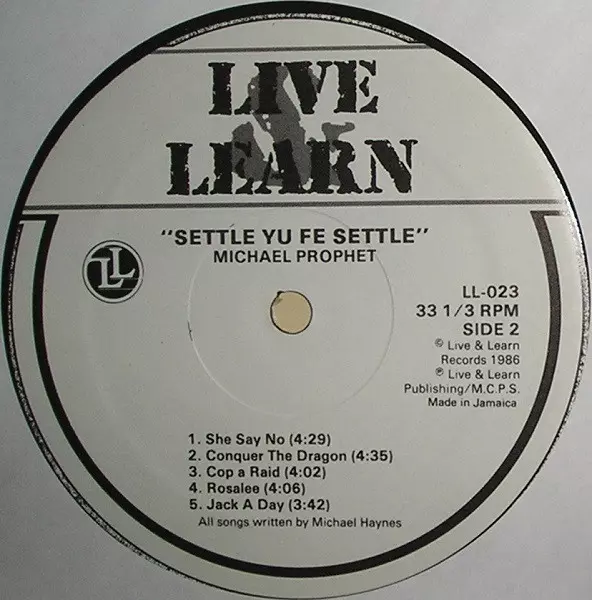 LIVE
&
LEARN
"SETTLE YU FE SETTLE"
MICHAEL PROPHET
LL
LL-023
33 1/3 RPM
SIDE 2
© Live & Learn
Records 1986
℗ Live & Learn
Publishing/M.C.P.S.
Made in Jamaica
1. She Say No (4:29)
2. Conquer The Dragon (4:35)
3. Cop a Raid (4:02)
4. Rosalee (4:06)
5. Jack A Day (3:42)
All songs written by Michael Haynes